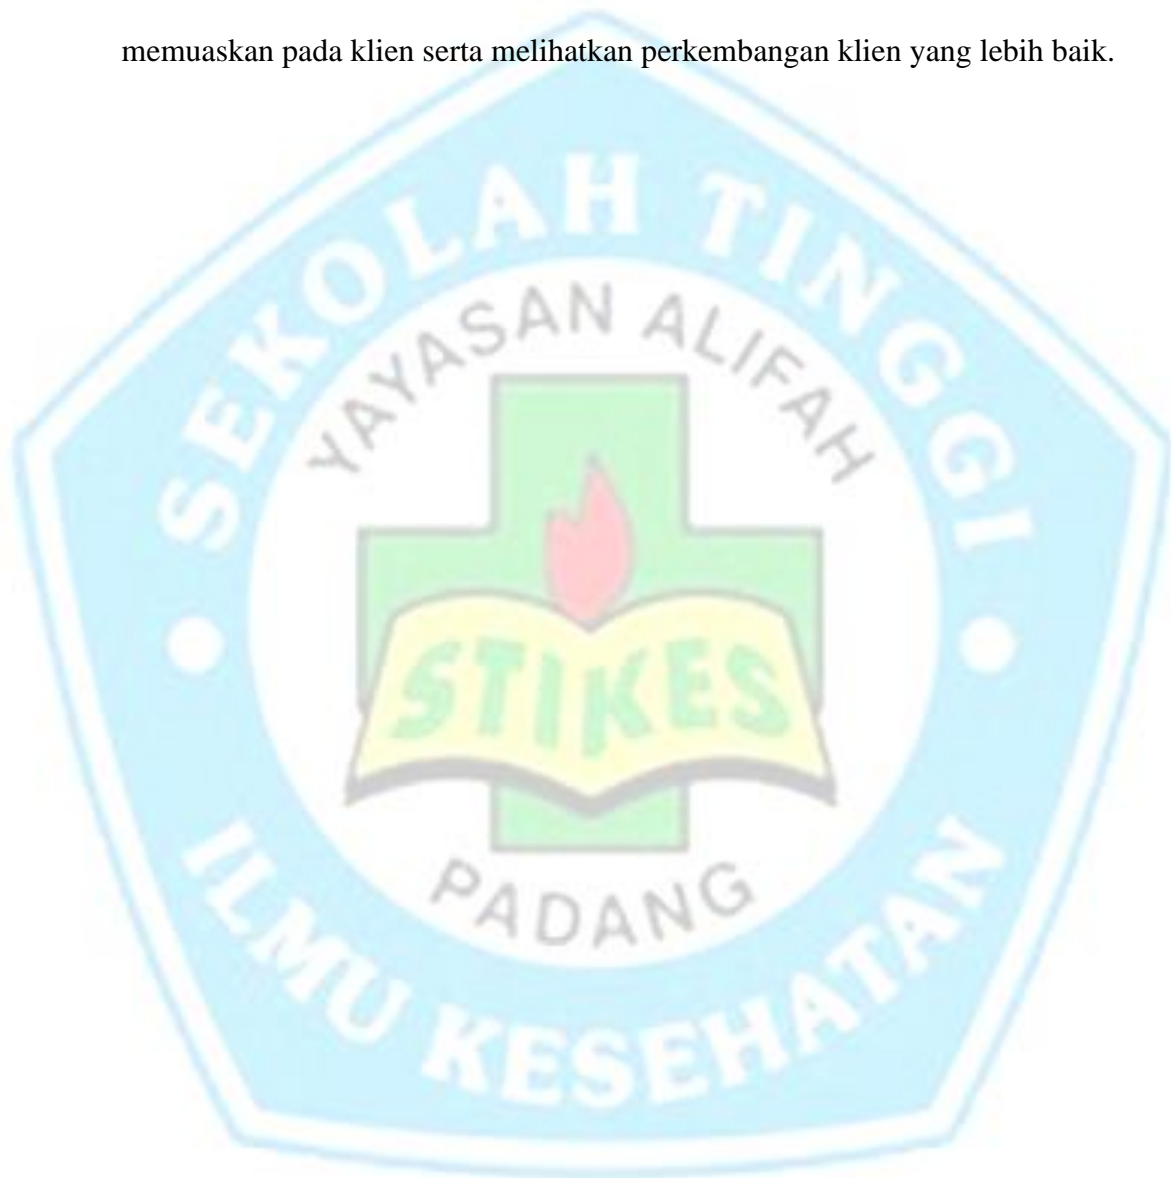 memuaskan pada klien serta melihatkan perkembangan klien yang lebih baik.
SEKOLAH TINGGI
YAYASAN ALIFAH
STIKES
PADANG
ILMU KESEHATAN